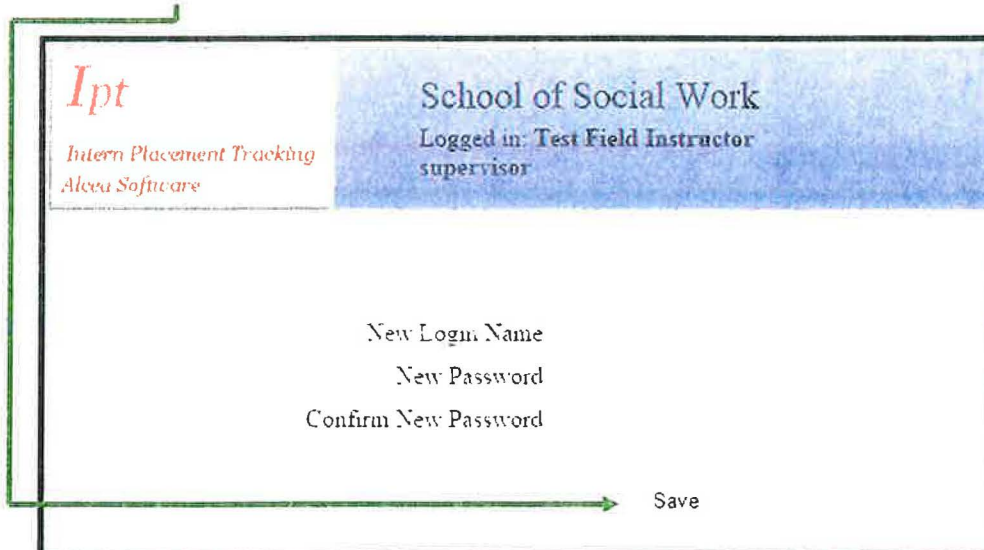 Ipt
Intern Placement Tracking
Alcea Software
School of Social Work
Logged in: Test Field Instructor
supervisor
New Login Name
New Password
Confirm New Password
Save